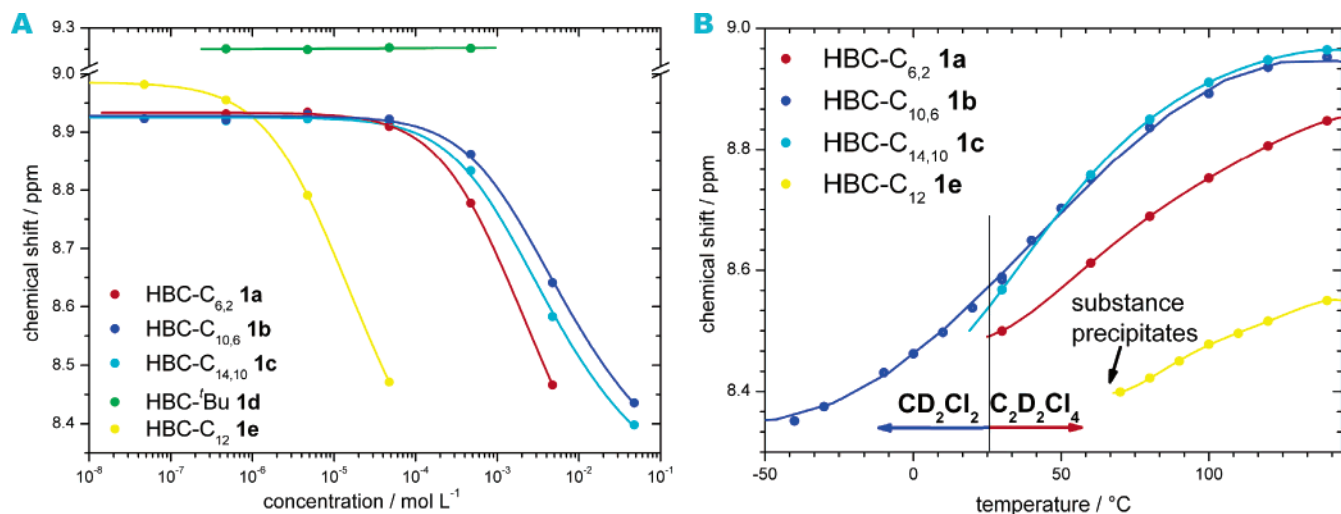 A
9.3
9.0
8.9
8.8
8.7
8.6
8.5
8.4
chemical shift / ppm
HBC-C6,2 1a
HBC-C10,6 1b
HBC-C14,10 1c
HBC-tBu 1d
HBC-C12 1e
10-8 10-7 10-6 10-5 10-4 10-3 10-2 10-1
concentration / mol L-1
B
9.0
8.8
8.6
8.4
chemical shift / ppm
HBC-C6,2 1a
HBC-C10,6 1b
HBC-C14,10 1c
HBC-C12 1e
substance
precipitates
CD2Cl2 C2D2Cl4
-50 0 50 100
temperature / °C